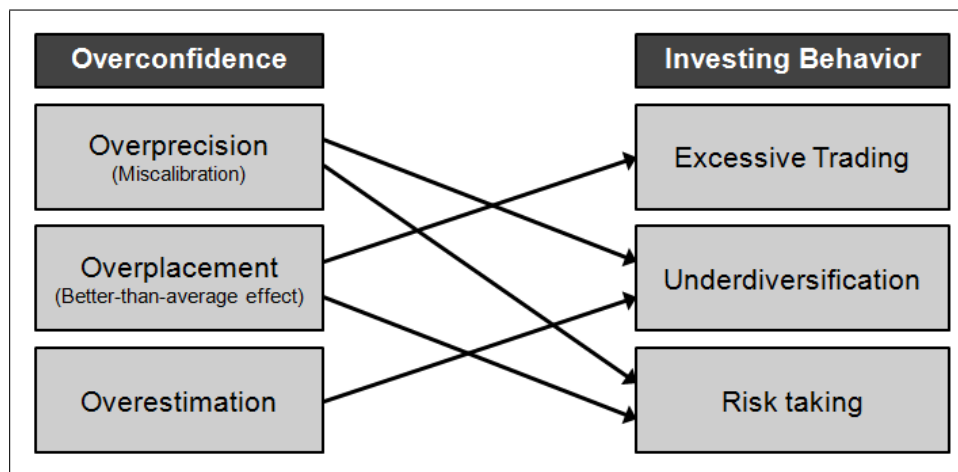 Overconfidence
Investing Behavior
Overprecision
(Miscalibration)
Excessive Trading
Overplacement
(Better-than-average effect)
Underdiversification
Overestimation
Risk taking